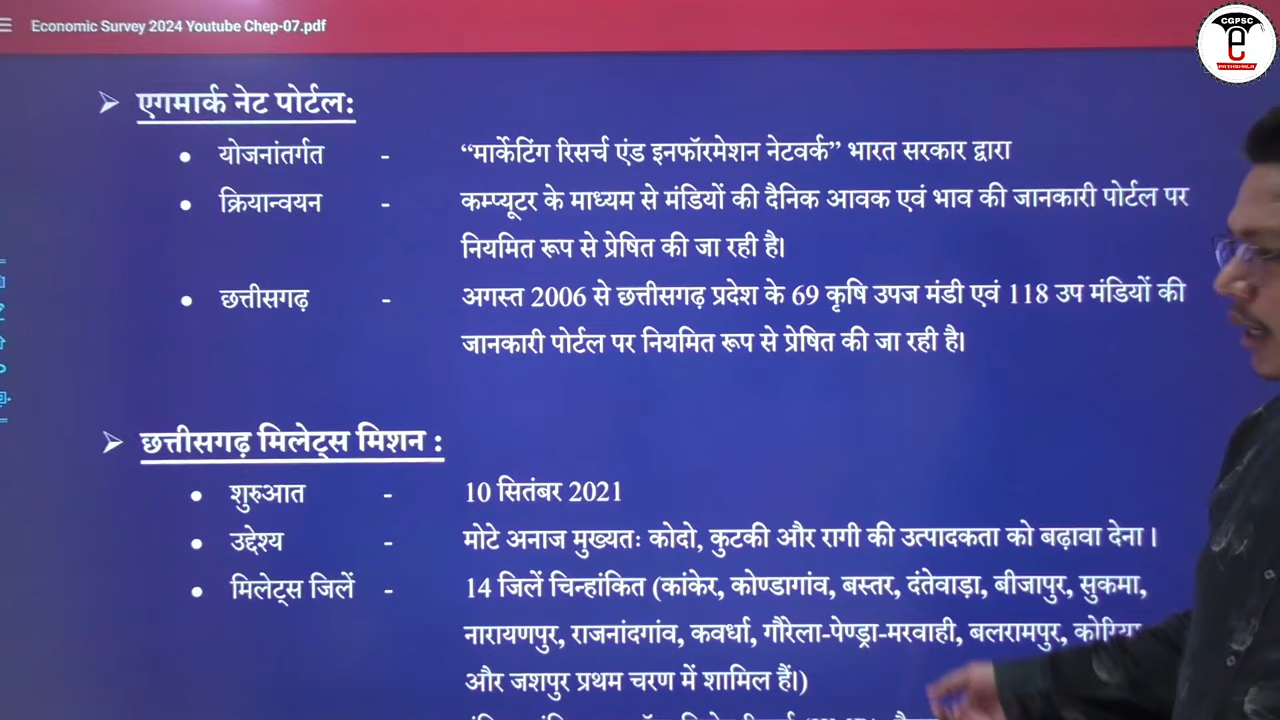 Economic Survey 2024 Youtube Chep-07.pdf
CGPSC
e
PATHSHALA
एगमार्क नेट पोर्टल:
योजनांतर्गत - “मार्केटिंग रिसर्च एंड इनफॉरमेशन नेटवर्क” भारत सरकार द्वारा
क्रियान्वयन - कम्प्यूटर के माध्यम से मंडियों की दैनिक आवक एवं भाव की जानकारी पोर्टल पर
नियमित रूप से प्रेषित की जा रही है।
छत्तीसगढ़ - अगस्त 2006 से छत्तीसगढ़ प्रदेश के 69 कृषि उपज मंडी एवं 118 उप मंडियों की
जानकारी पोर्टल पर नियमित रूप से प्रेषित की जा रही है।
छत्तीसगढ़ मिलेट्स मिशन :
शुरुआत - 10 सितंबर 2021
उद्देश्य - मोटे अनाज मुख्यतः कोदो, कुटकी और रागी की उत्पादकता को बढ़ावा देना ।
मिलेट्स जिलें - 14 जिलें चिन्हांकित (कांकेर, कोण्डागांव, बस्तर, दंतेवाड़ा, बीजापुर, सुकमा,
नारायणपुर, राजनांदगांव, कवर्धा, गौरेला-पेण्ड्रा-मरवाही, बलरामपुर,
और जशपुर प्रथम चरण में शामिल हैं।)